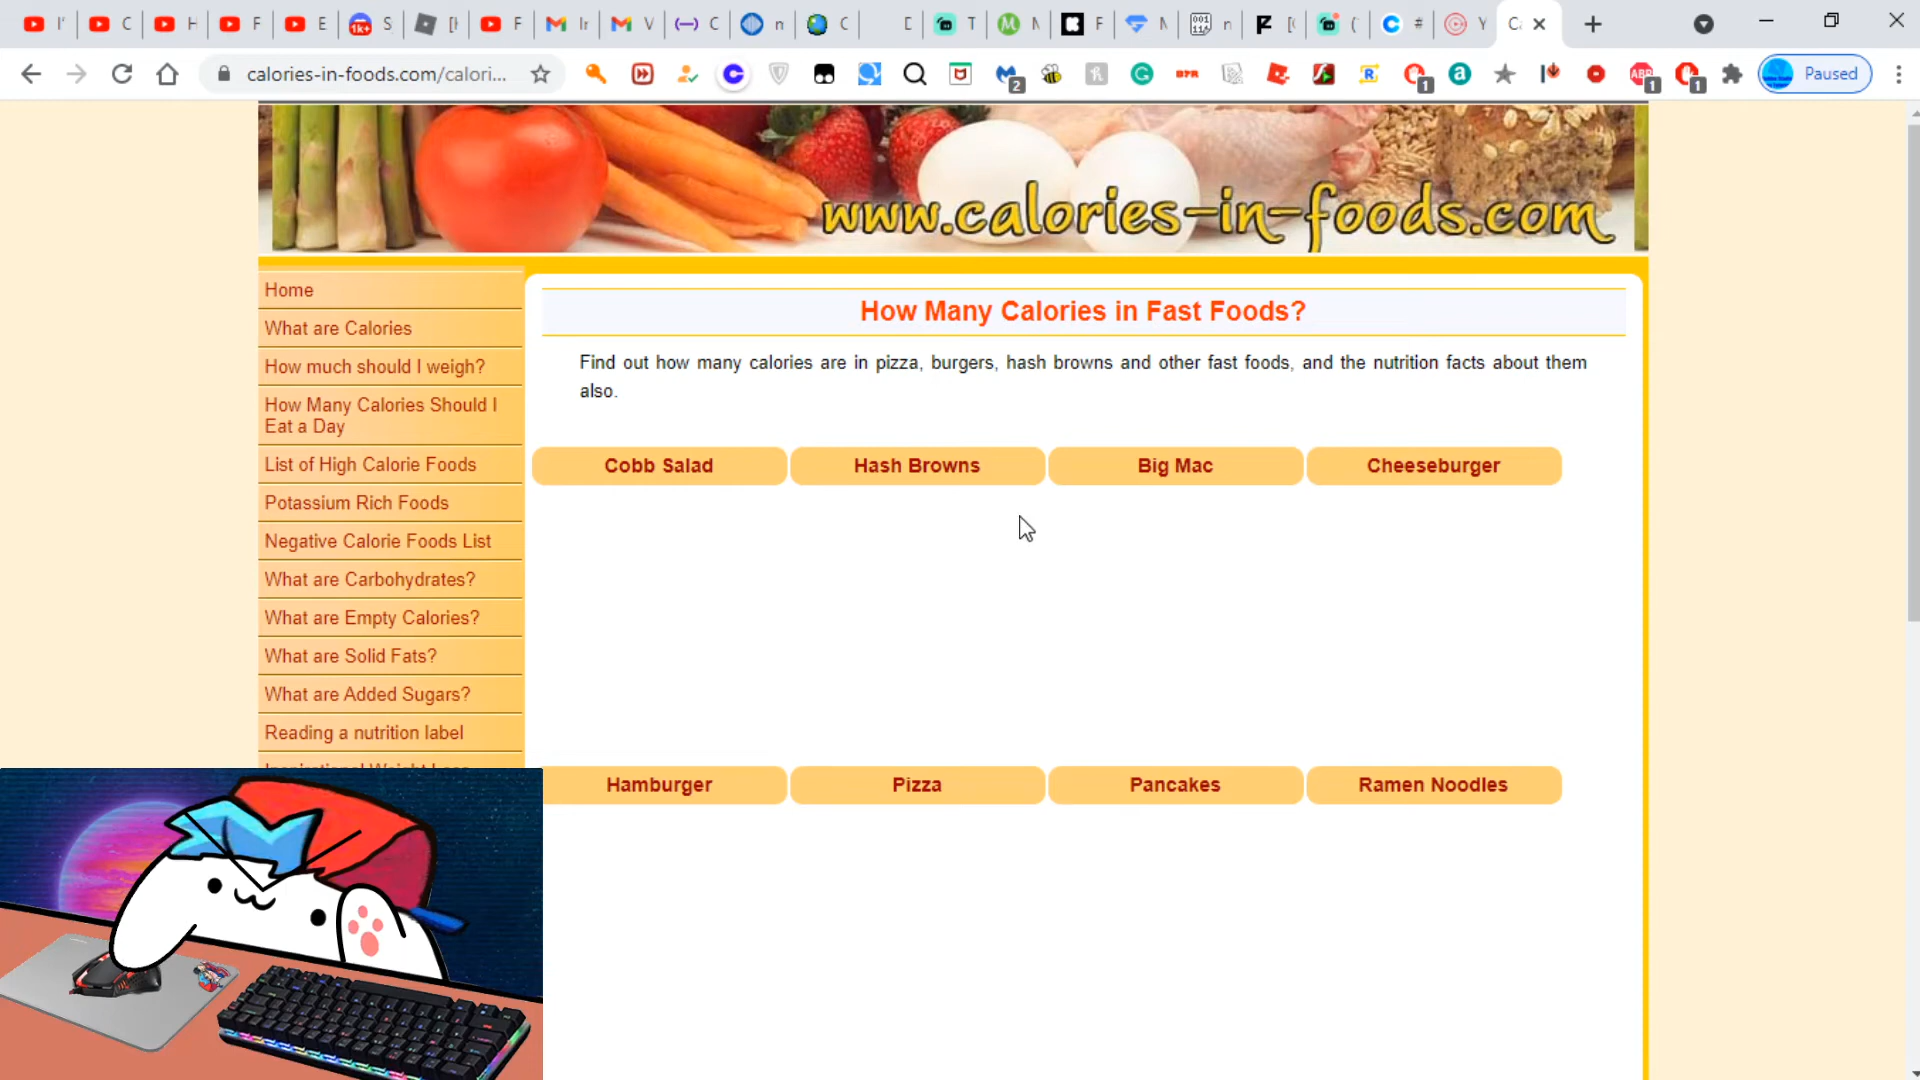 calories-in-foods.com/calori...
Paused
www.calories-in-foods.com
Home
What are Calories
How much should I weigh?
How Many Calories Should I
Eat a Day
List of High Calorie Foods
Potassium Rich Foods
Negative Calorie Foods List
What are Carbohydrates?
What are Empty Calories?
What are Solid Fats?
What are Added Sugars?
Reading a nutrition label
How Many Calories in Fast Foods?
Find out how many calories are in pizza, burgers, hash browns and other fast foods, and the nutrition facts about them
also.
Cobb Salad
Hash Browns
Big Mac
Cheeseburger
Hamburger
Pizza
Pancakes
Ramen Noodles